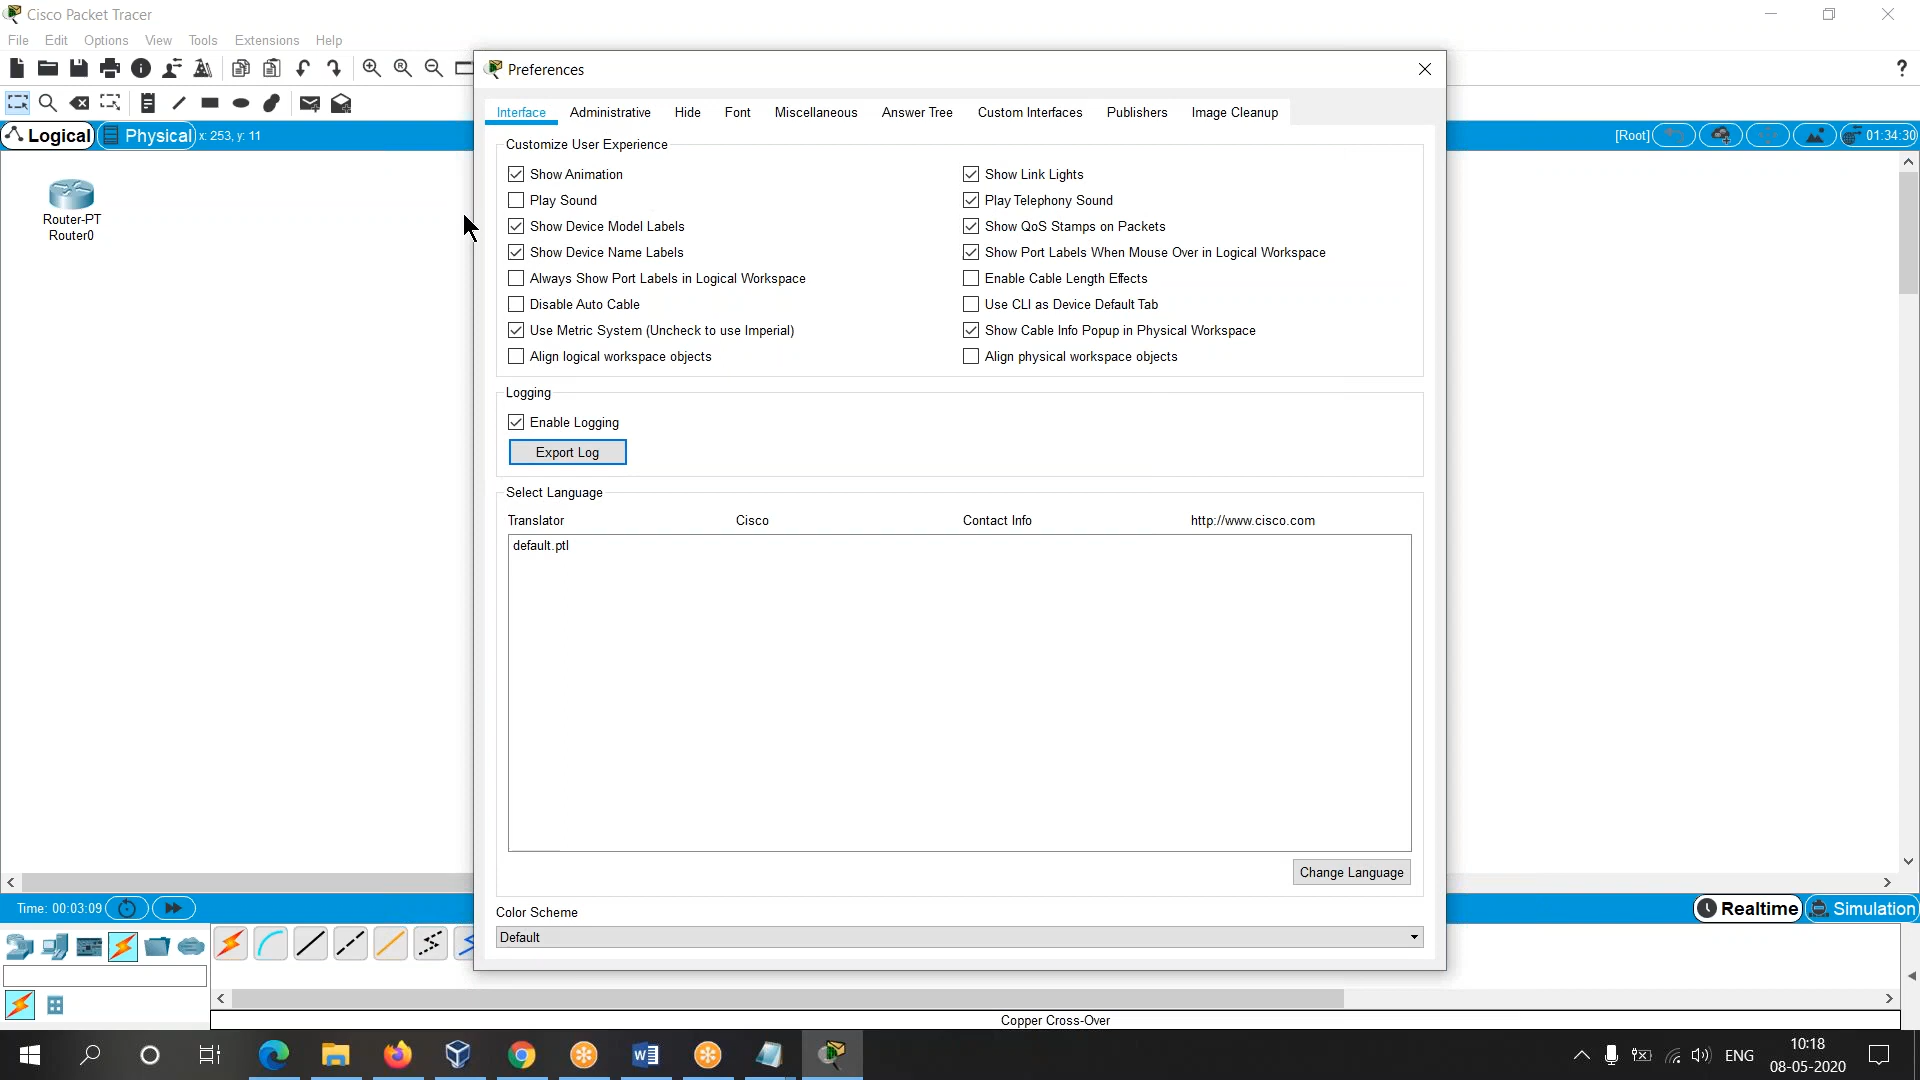 Cisco Packet Tracer
File Edit Options View Tools Extensions Help
Preferences
Interface Administrative Hide Font Miscellaneous Answer Tree Custom Interfaces Publishers Image Cleanup
Logical Physical x: 253, y: 11
[Root] 01:34:30
Customize User Experience
Show Animation Show Link Lights
Play Sound Play Telephony Sound
Show Device Model Labels Show QoS Stamps on Packets
Show Device Name Labels Show Port Labels When Mouse Over in Logical Workspace
Always Show Port Labels in Logical Workspace Enable Cable Length Effects
Disable Auto Cable Use CLI as Device Default Tab
Use Metric System (Uncheck to use Imperial) Show Cable Info Popup in Physical Workspace
Align logical workspace objects Align physical workspace objects
Router-PT
Router0
Logging
Enable Logging
Export Log
Select Language
Translator Cisco Contact Info http://www.cisco.com
default.ptl
Change Language
Color Scheme
Default
Time: 00:03:09
Realtime Simulation
Copper Cross-Over
ENG
10:18
08-05-2020